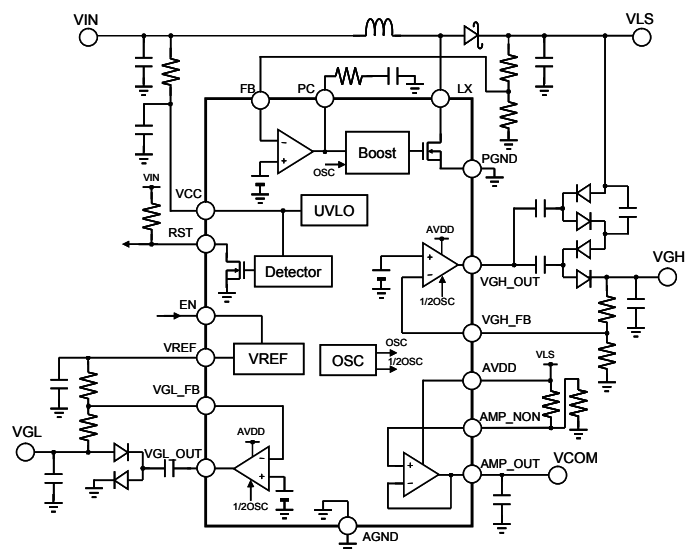 VIN
VLS
FB
PC
LX
OSC
Boost
PGND
VIN
VCC
UVLO
RST
AVDD
VGH
Detector
VGH_OUT
1/2OSC
EN
VGH_FB
VREF
VREF
OSC
OSC
1/2OSC
AVDD
VLS
VGL_FB
AMP_NON
VGL
AVDD
VGL_OUT
AMP_OUT
VCOM
1/2OSC
AGND